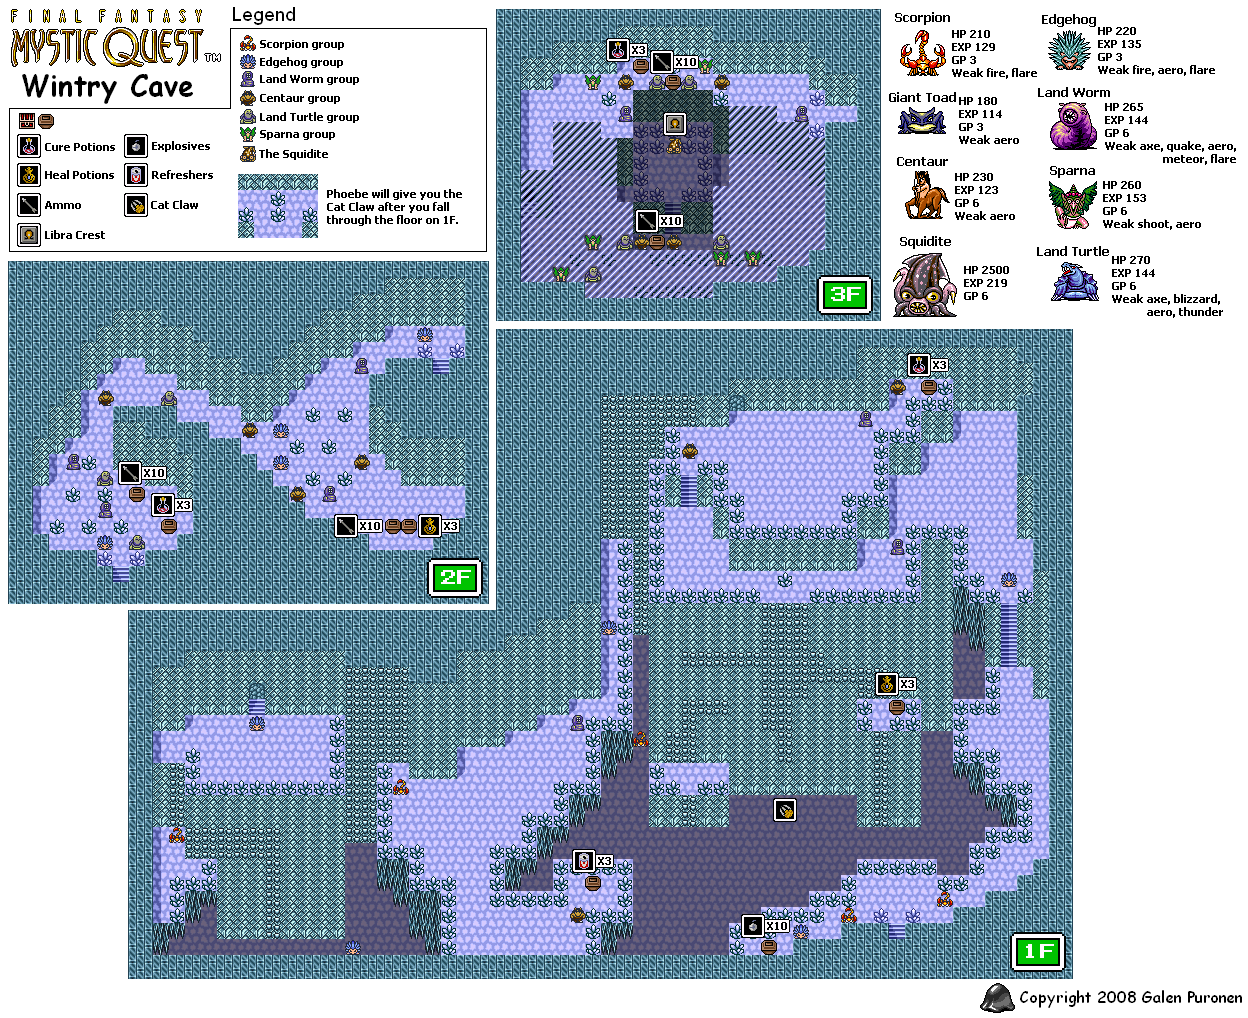 FINAL FANTASY
MYSTIC QUEST™
Wintry Cave
Cure Potions
Explosives
Heal Potions
Refreshers
Ammo
Cat Claw
Libra Crest
Legend
Scorpion group
Edgehog group
Land Worm group
Centaur group
Land Turtle group
Sparna group
The Squidite
Phoebe will give you the
Cat Claw after you fall
through the floor on 1F.
X3
X10
X10
3F
Scorpion
HP 210
EXP 129
GP 3
Weak fire, flare
Edgehog
HP 220
EXP 135
GP 3
Weak fire, aero, flare
Giant Toad
HP 180
EXP 114
GP 3
Weak aero
Land Worm
HP 265
EXP 144
GP 6
Weak axe, quake, aero,
meteor, flare
Centaur
HP 230
EXP 123
GP 6
Weak aero
Sparna
HP 260
EXP 153
GP 6
Weak shoot, aero
Squidite
HP 2500
EXP 219
GP 6
Land Turtle
HP 270
EXP 144
GP 6
Weak axe, blizzard,
aero, thunder
X10
X3
X10
X3
2F
X3
X3
X3
X10
1F
Copyright 2008 Galen Puronen